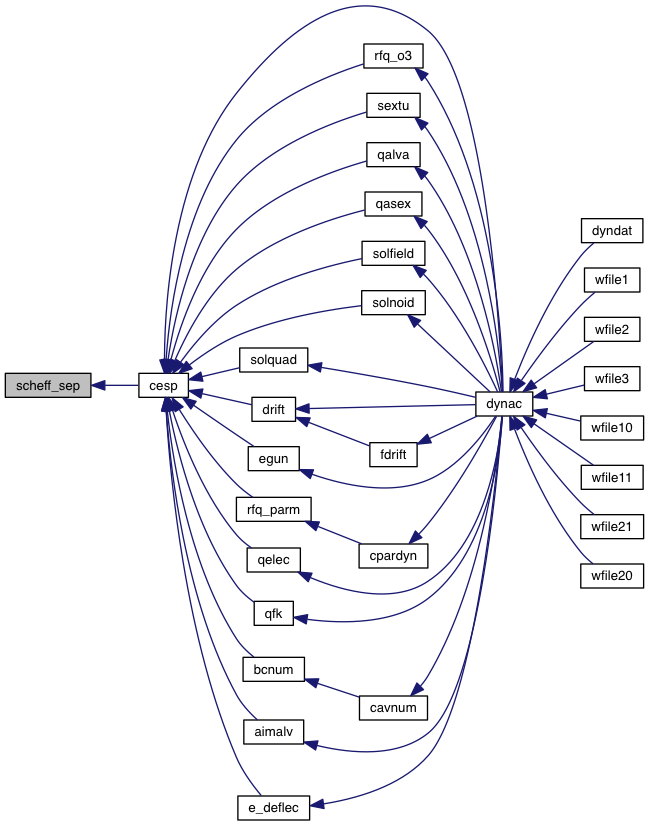 rfq_o3
sextu
qalva
qasex
solfield
solnoid
solquad
scheff_sep
cesp
drift
dynac
fdrift
egun
rfq_parm
cpardyn
qelec
qfk
bcnum
cavnum
aimalv
e_deflec
dyndat
wfile1
wfile2
wfile3
wfile10
wfile11
wfile21
wfile20